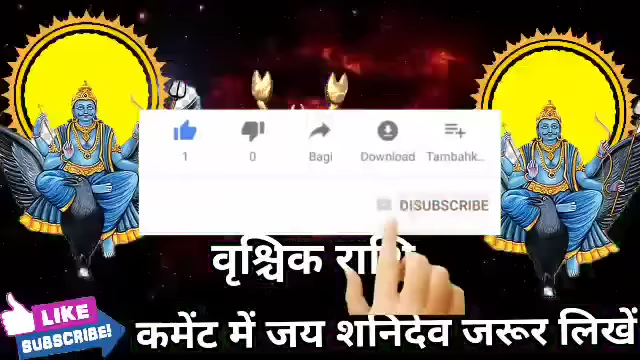 1 0 Bagi Download Tambahk...
DISUBSCRIBE
वृश्चिक राशि
LIKE
SUBSCRIBE!
कमेंट में जय शनिदेव जरूर लिखें